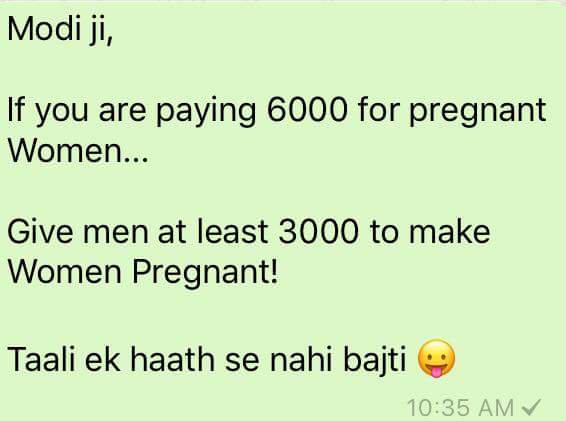 Modi ji,
If you are paying 6000 for pregnant
Women...
Give men at least 3000 to make
Women Pregnant!
Taali ek haath se nahi bajti 😛
10:35 AM ✓